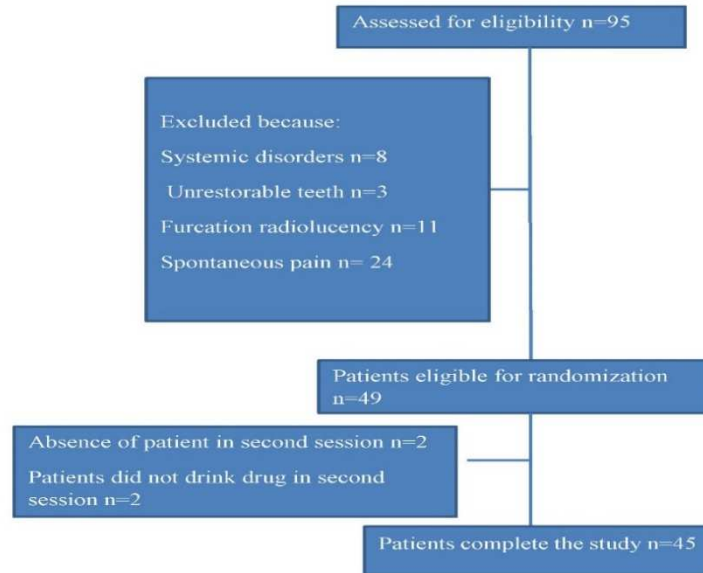 Assessed for eligibility n=95
Excluded because:
Systemic disorders n=8
Unrestorable teeth n=3
Furcation radiolucency n=11
Spontaneous pain n= 24
Patients eligible for randomization
n=49
Absence of patient in second session n=2
Patients did not drink drug in second
session n=2
Patients complete the study n=45